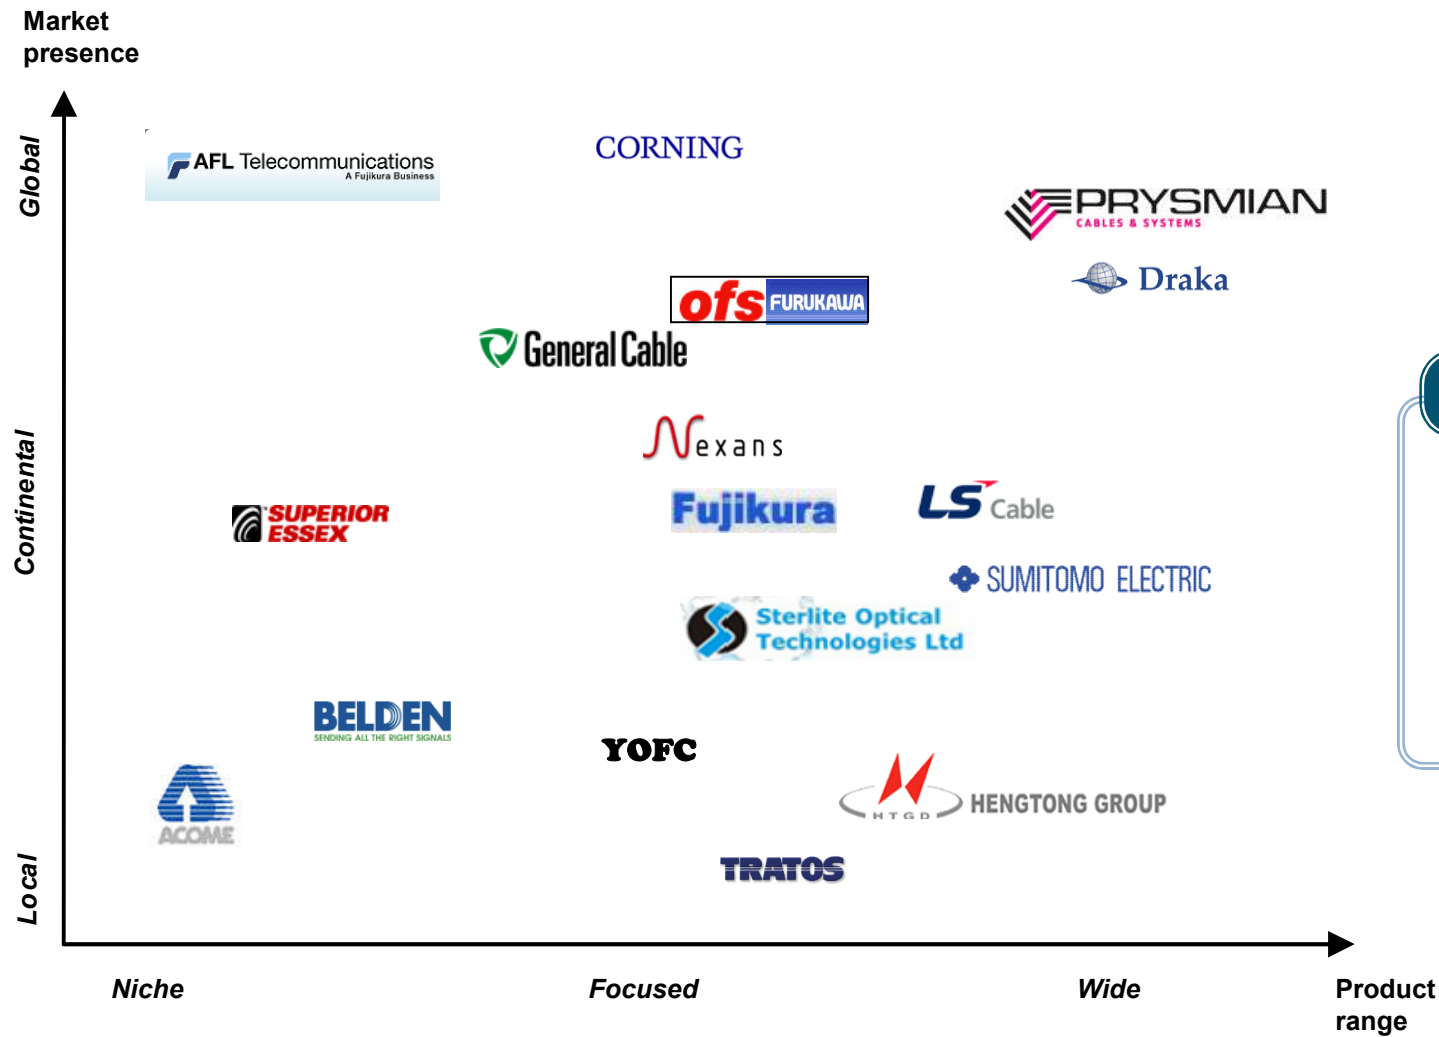 Market
presence
Global
Continental
Local
AFL Telecommunications
A Fujikura Business
CORNING
PRYSMIAN
CABLES & SYSTEMS
Draka
ofs FURUKAWA
General Cable
Nexans
Fujikura
LS Cable
SUPERIOR
ESSEX
SUMITOMO ELECTRIC
Sterlite Optical
Technologies Ltd
BELDEN
SENDING ALL THE RIGHT SIGNALS
YOFC
ACOME
HTGD
HENGTONG GROUP
TRATOS
Niche
Focused
Wide
Product
range